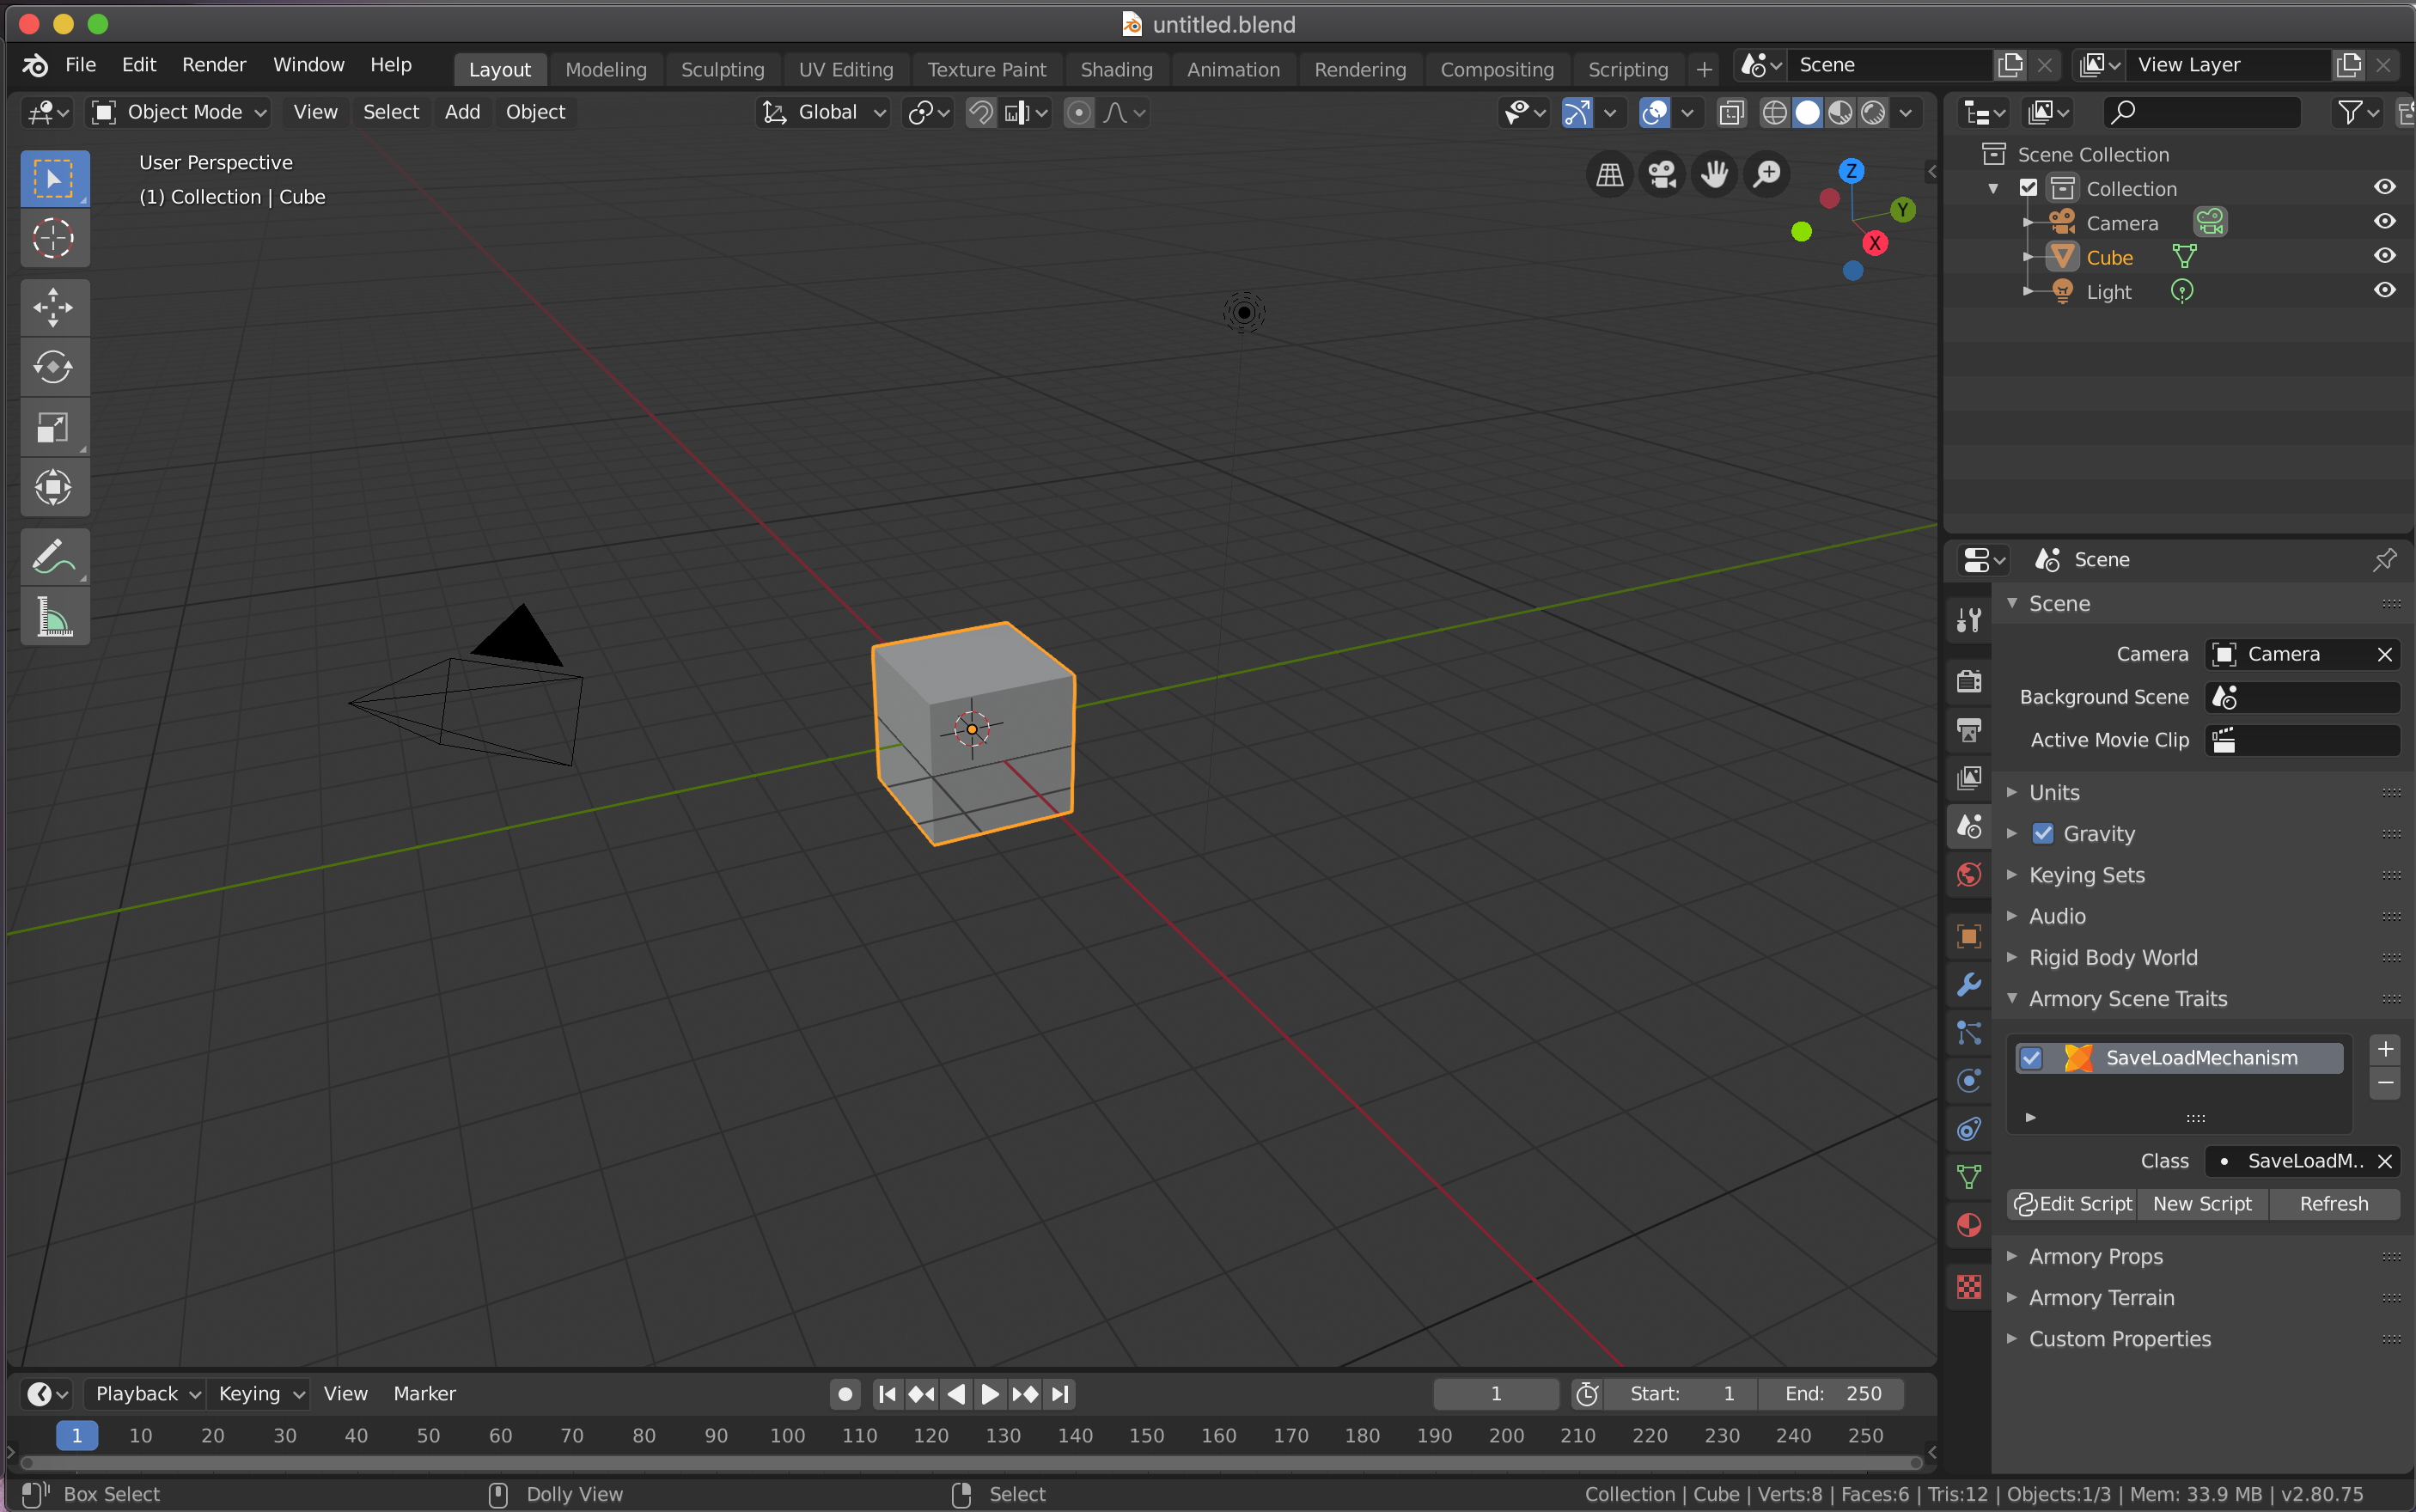 untitled.blend
File Edit Render Window Help Layout Modeling Sculpting UV Editing Texture Paint Shading Animation Rendering Compositing Scripting + Scene View Layer
Object Mode View Select Add Object Global
User Perspective
(1) Collection | Cube
Z
Y
X
Scene Collection
Collection
Camera
Cube
Light
Scene
Scene
Camera Camera
Background Scene
Active Movie Clip
Units
Gravity
Keying Sets
Audio
Rigid Body World
Armory Scene Traits
SaveLoadMechanism
Class SaveLoadM..
Edit Script New Script Refresh
Armory Props
Armory Terrain
Custom Properties
Playback Keying View Marker 1 Start: 1 End: 250
1 10 20 30 40 50 60 70 80 90 100 110 120 130 140 150 160 170 180 190 200 210 220 230 240 250
Box Select Dolly View Select Collection | Cube | Verts:8 | Faces:6 | Tris:12 | Objects:1/3 | Mem: 33.9 MB | v2.80.75